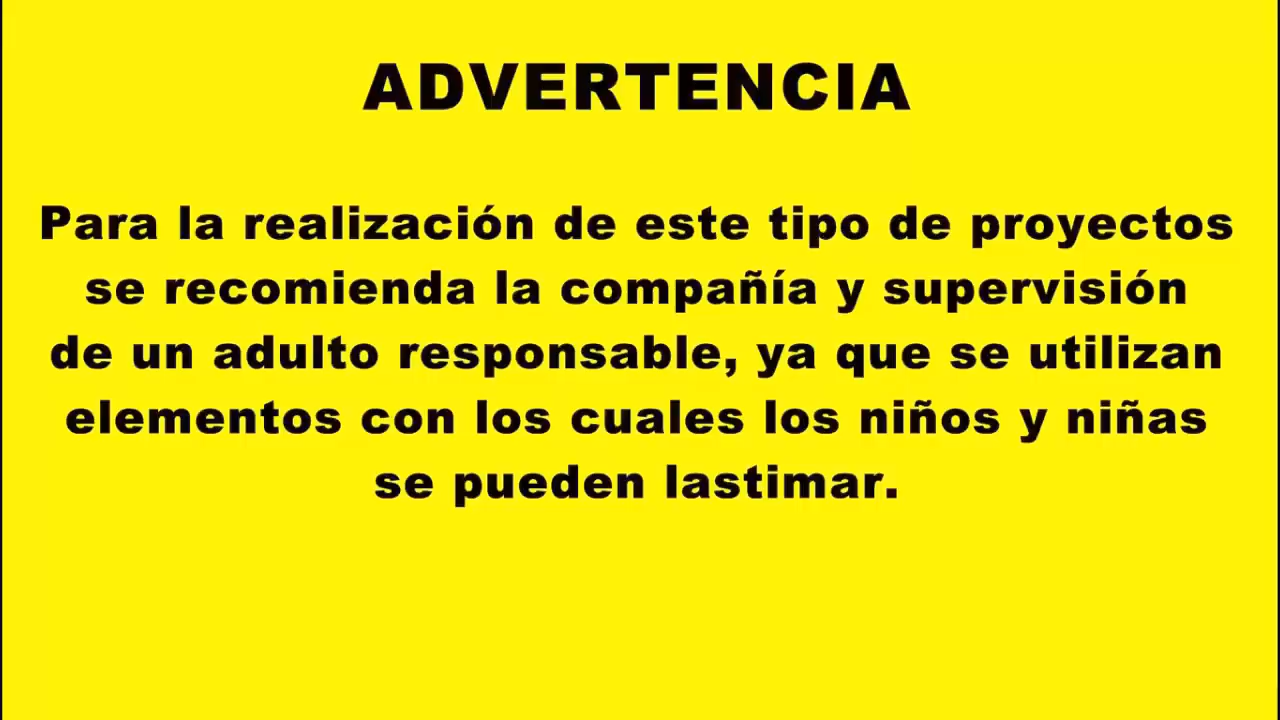 ADVERTENCIA
Para la realización de este tipo de proyectos
se recomienda la compañía y supervisión
de un adulto responsable, ya que se utilizan
elementos con los cuales los niños y niñas
se pueden lastimar.